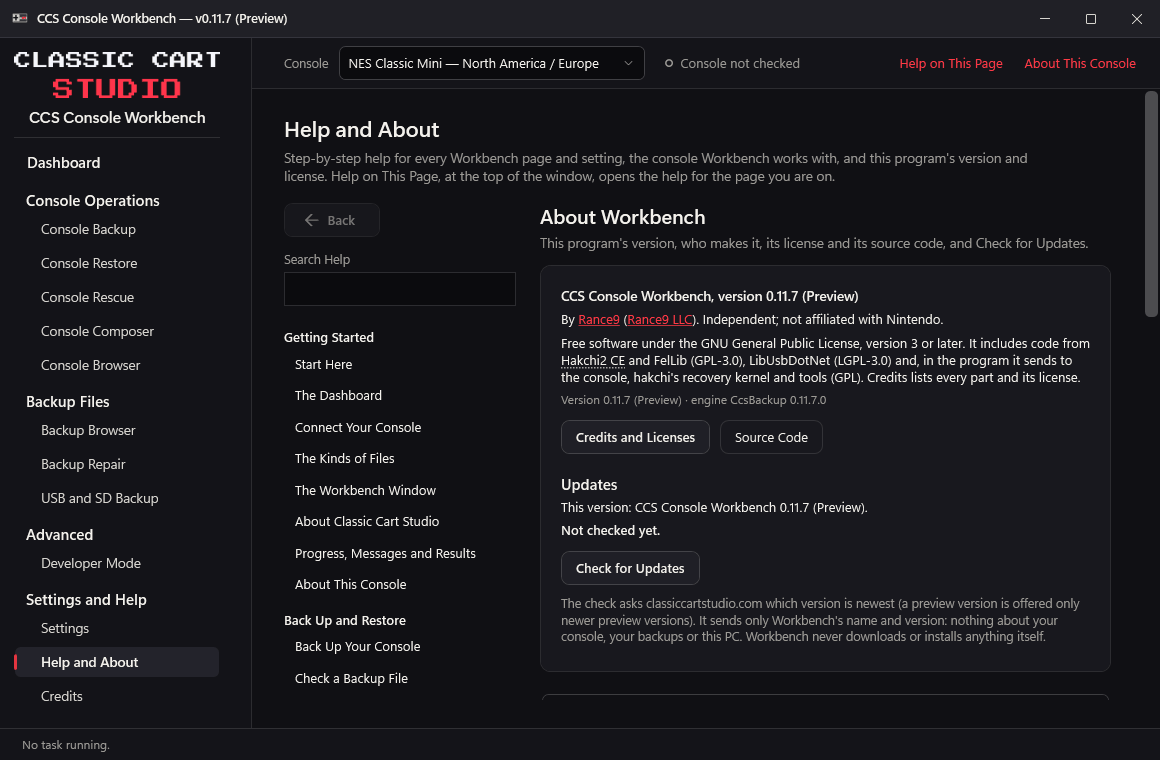 CCS Console Workbench — v0.11.7 (Preview)
CLASSIC CART
STUDIO
CCS Console Workbench
Dashboard
Console Operations
Console Backup
Console Restore
Console Rescue
Console Composer
Console Browser
Backup Files
Backup Browser
Backup Repair
USB and SD Backup
Advanced
Developer Mode
Settings and Help
Settings
Help and About
Credits
Console
NES Classic Mini — North America / Europe
Console not checked
Help on This Page
About This Console
Help and About
Step-by-step help for every Workbench page and setting, the console Workbench works with, and this program's version and
license. Help on This Page, at the top of the window, opens the help for the page you are on.
Back
Search Help
Getting Started
Start Here
The Dashboard
Connect Your Console
The Kinds of Files
The Workbench Window
About Classic Cart Studio
Progress, Messages and Results
About This Console
Back Up and Restore
Back Up Your Console
Check a Backup File
About Workbench
This program's version, who makes it, its license and its source code, and Check for Updates.
CCS Console Workbench, version 0.11.7 (Preview)
By Rance9 (Rance9 LLC). Independent; not affiliated with Nintendo.
Free software under the GNU General Public License, version 3 or later. It includes code from
Hakchi2 CE and FelLib (GPL-3.0), LibUsbDotNet (LGPL-3.0) and, in the program it sends to
the console, hakchi's recovery kernel and tools (GPL). Credits lists every part and its license.
Version 0.11.7 (Preview) · engine CcsBackup 0.11.7.0
Credits and Licenses
Source Code
Updates
This version: CCS Console Workbench 0.11.7 (Preview).
Not checked yet.
Check for Updates
The check asks classiccartstudio.com which version is newest (a preview version is offered only
newer preview versions). It sends only Workbench's name and version: nothing about your
console, your backups or this PC. Workbench never downloads or installs anything itself.
No task running.